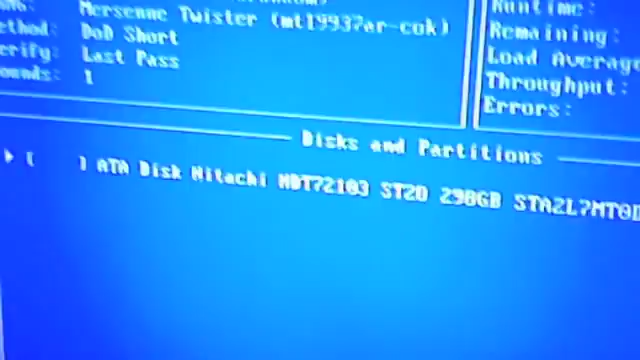 Mersenne Twister (mt19937ar-cok)
DoD Short
Last Pass
1
Runtime:
Remaining:
Load Average
Throughput:
Errors:
Disks and Partitions
▶ [ ] ATA Disk Hitachi HDT72103 ST2O 298GB